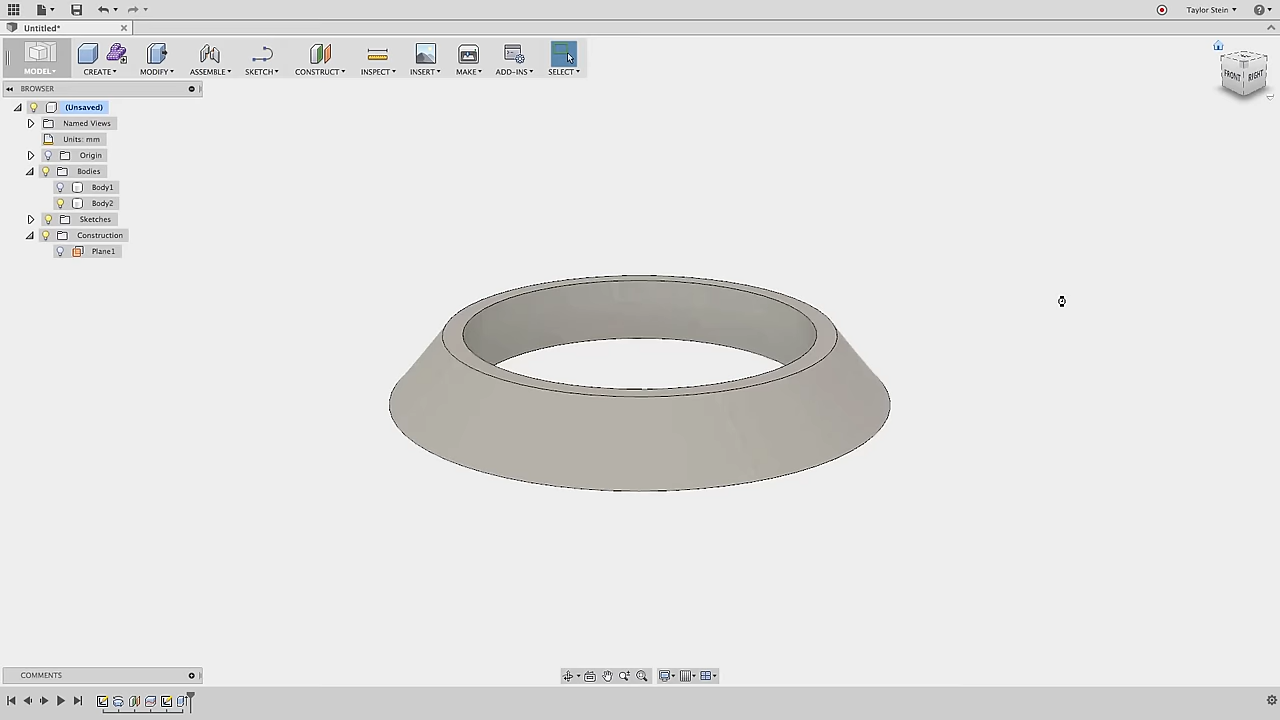 Taylor Stein
Untitled*
MODEL
CREATE
MODIFY
ASSEMBLE
SKETCH
CONSTRUCT
INSPECT
INSERT
MAKE
ADD-INS
SELECT
BROWSER
(Unsaved)
Named Views
Units: mm
Origin
Bodies
Body1
Body2
Sketches
Construction
Plane1
FRONT
RIGHT
COMMENTS